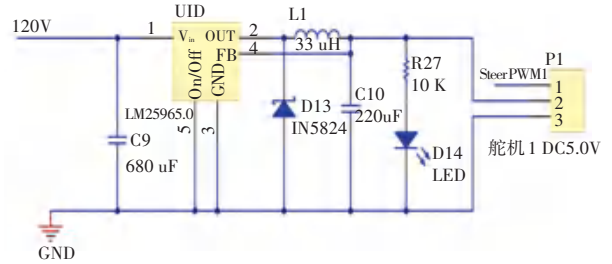 120V
1
UID
V_in
OUT
2
FB
4
On/Off
GND
5
3
LM25965.0
C9
680 uF
L1
33 uH
D13
IN5824
C10
220uF
R27
10 K
D14
LED
SteerPWM1
P1
1
2
3
舵机1 DC5.0V
GND